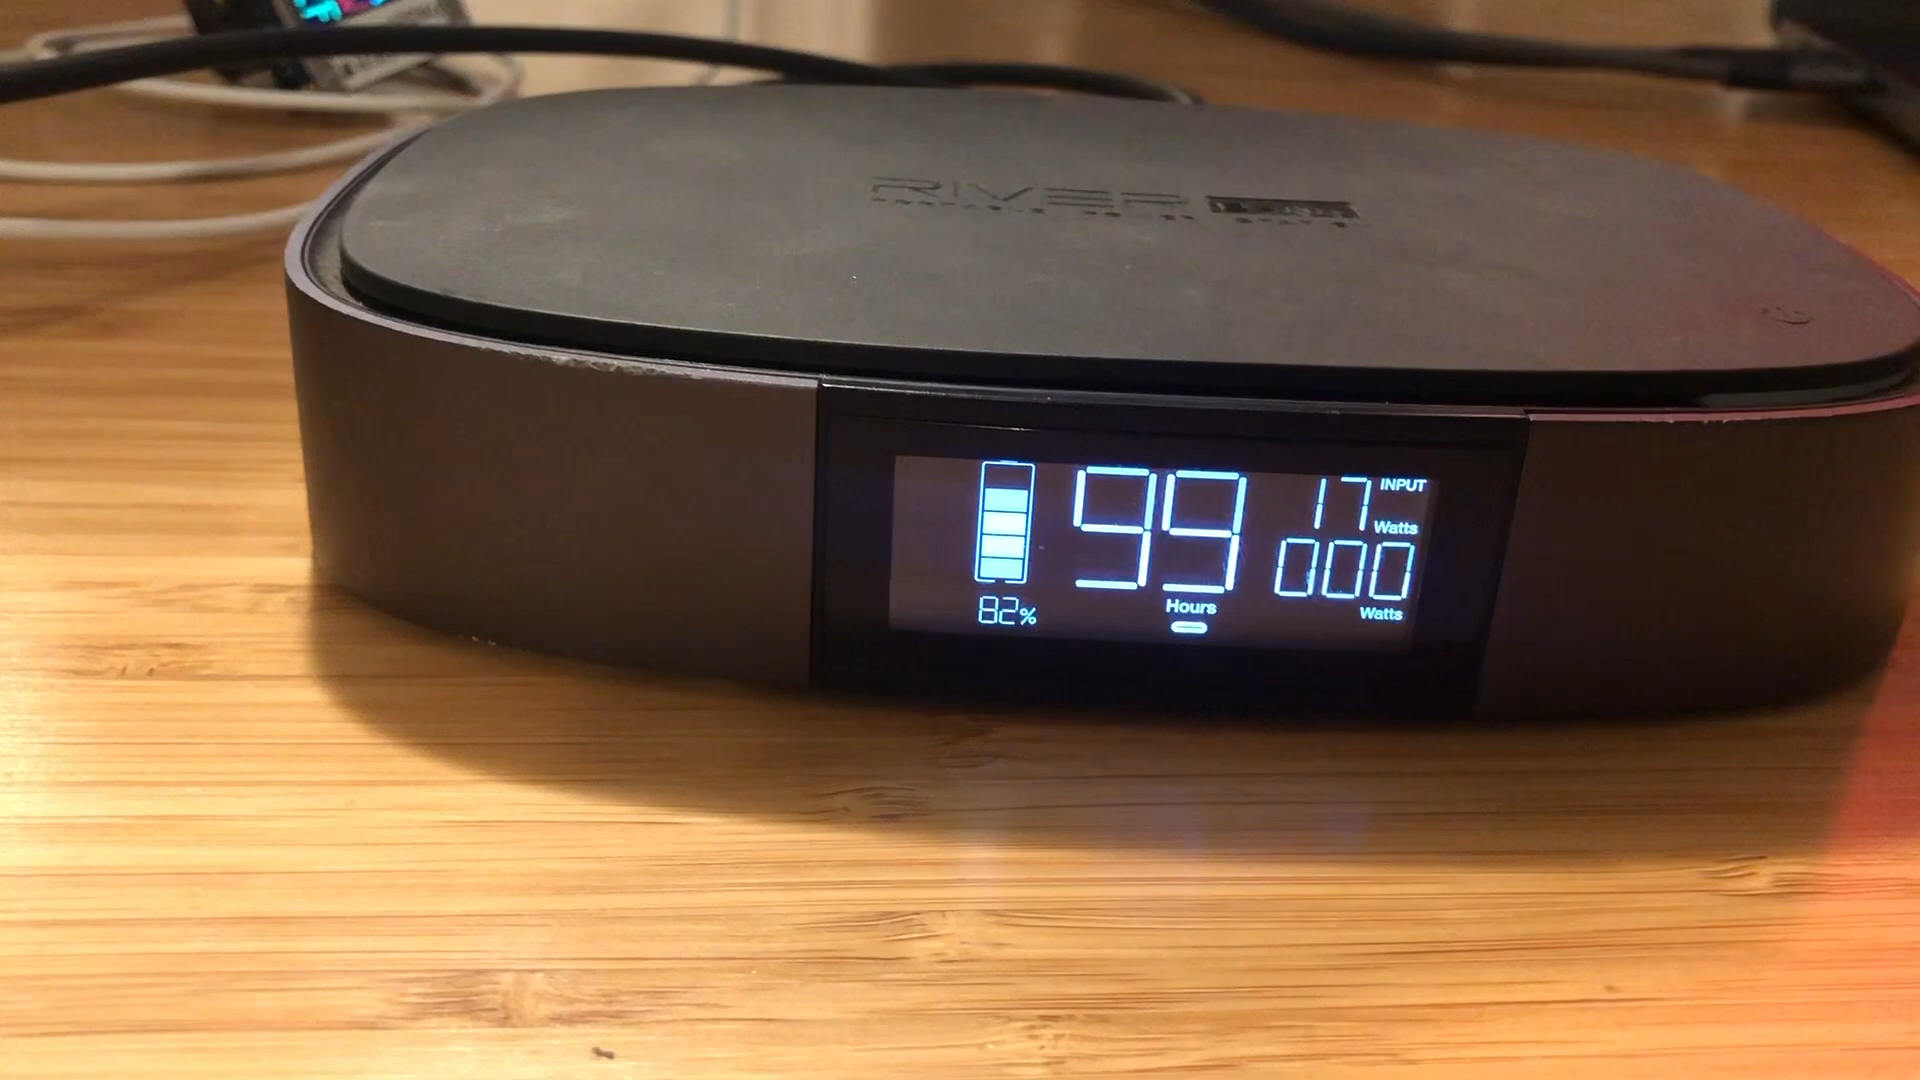 RIVER
99
17 INPUT
Watts
000
Hours
Watts
82%